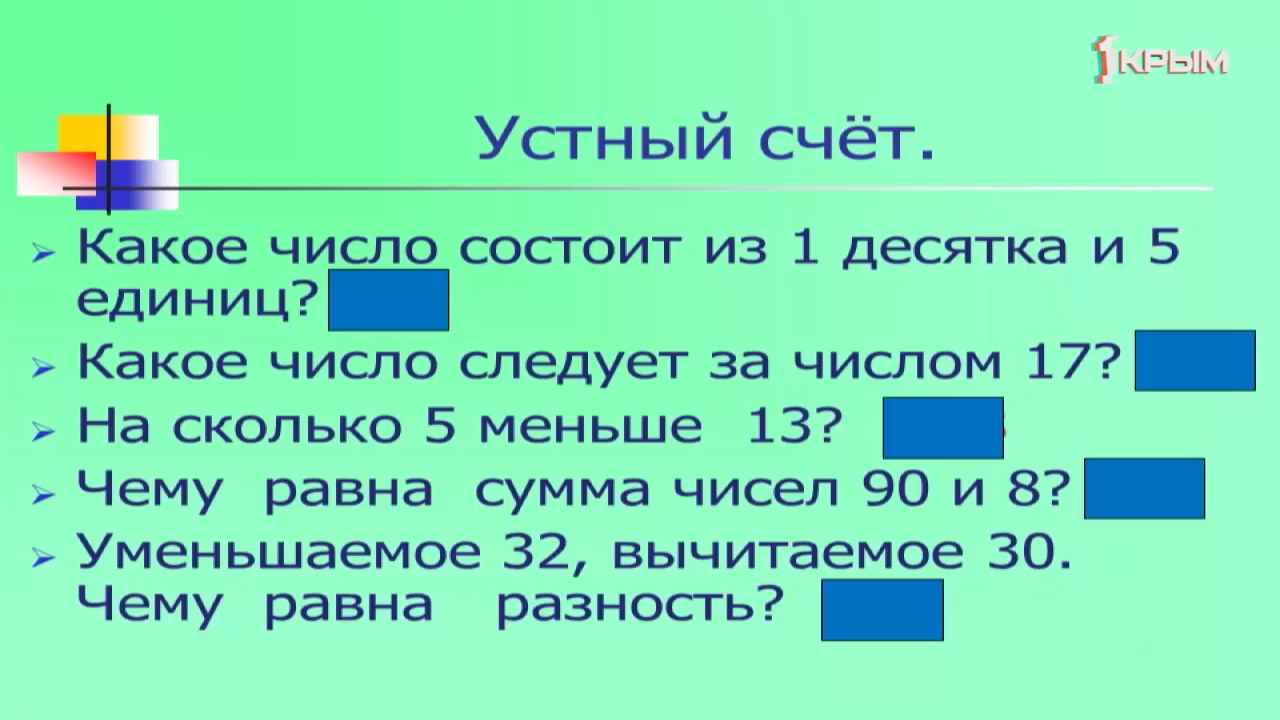 1КРЫМ
Устный счёт.
Какое число состоит из 1 десятка и 5
единиц?
Какое число следует за числом 17?
На сколько 5 меньше 13?
Чему равна сумма чисел 90 и 8?
Уменьшаемое 32, вычитаемое 30.
Чему равна разность?